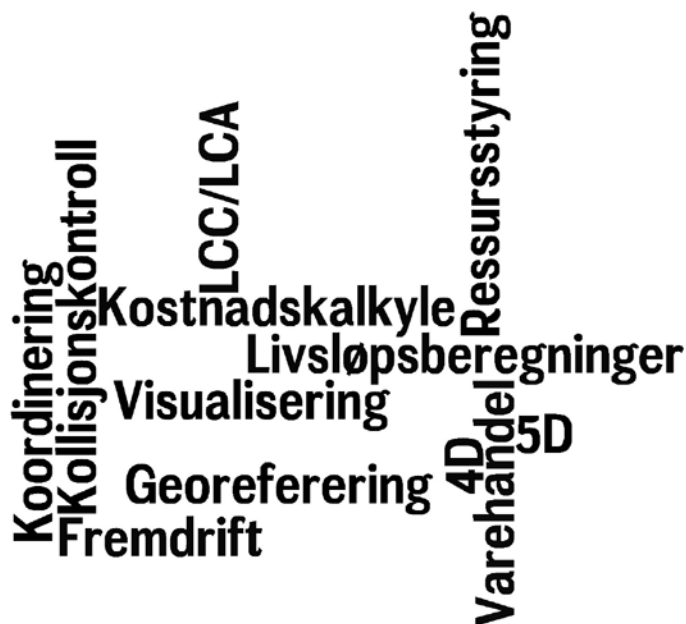 Ressursstyring
LCC/LCA
Kollisjonskontroll
Koordinering
Kostnadskalkyle
Livsløpsberegninger
Visualisering
Varehandel
5D
4D
Georeferering
Fremdrift